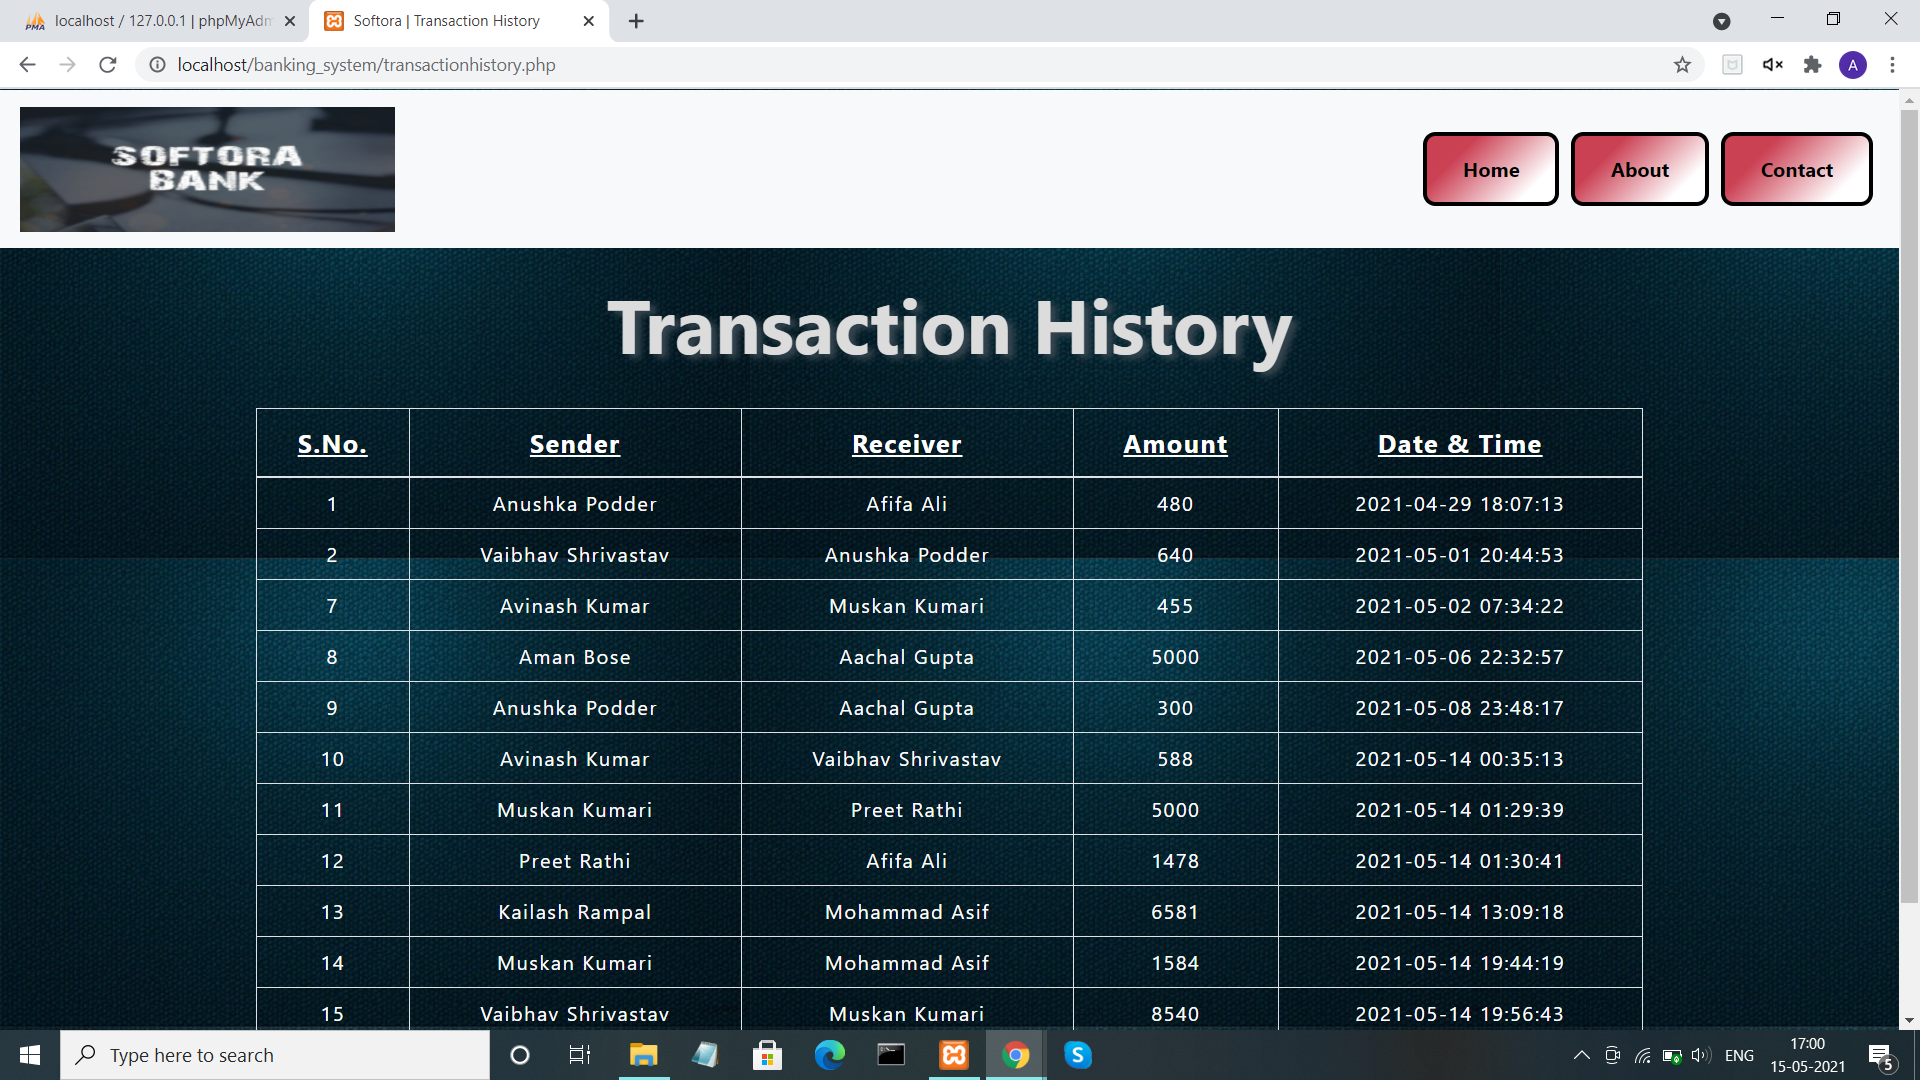 localhost / 127.0.0.1 | phpMyAdm
Softora | Transaction History
localhost/banking_system/transactionhistory.php
A
SOFTORA
BANK
Home About Contact
Transaction History
S.No. Sender Receiver Amount Date & Time
1 Anushka Podder Afifa Ali 480 2021-04-29 18:07:13
2 Vaibhav Shrivastav Anushka Podder 640 2021-05-01 20:44:53
7 Avinash Kumar Muskan Kumari 455 2021-05-02 07:34:22
8 Aman Bose Aachal Gupta 5000 2021-05-06 22:32:57
9 Anushka Podder Aachal Gupta 300 2021-05-08 23:48:17
10 Avinash Kumar Vaibhav Shrivastav 588 2021-05-14 00:35:13
11 Muskan Kumari Preet Rathi 5000 2021-05-14 01:29:39
12 Preet Rathi Afifa Ali 1478 2021-05-14 01:30:41
13 Kailash Rampal Mohammad Asif 6581 2021-05-14 13:09:18
14 Muskan Kumari Mohammad Asif 1584 2021-05-14 19:44:19
15 Vaibhav Shrivastav Muskan Kumari 8540 2021-05-14 19:56:43
Type here to search
S
ENG
17:00
15-05-2021
5